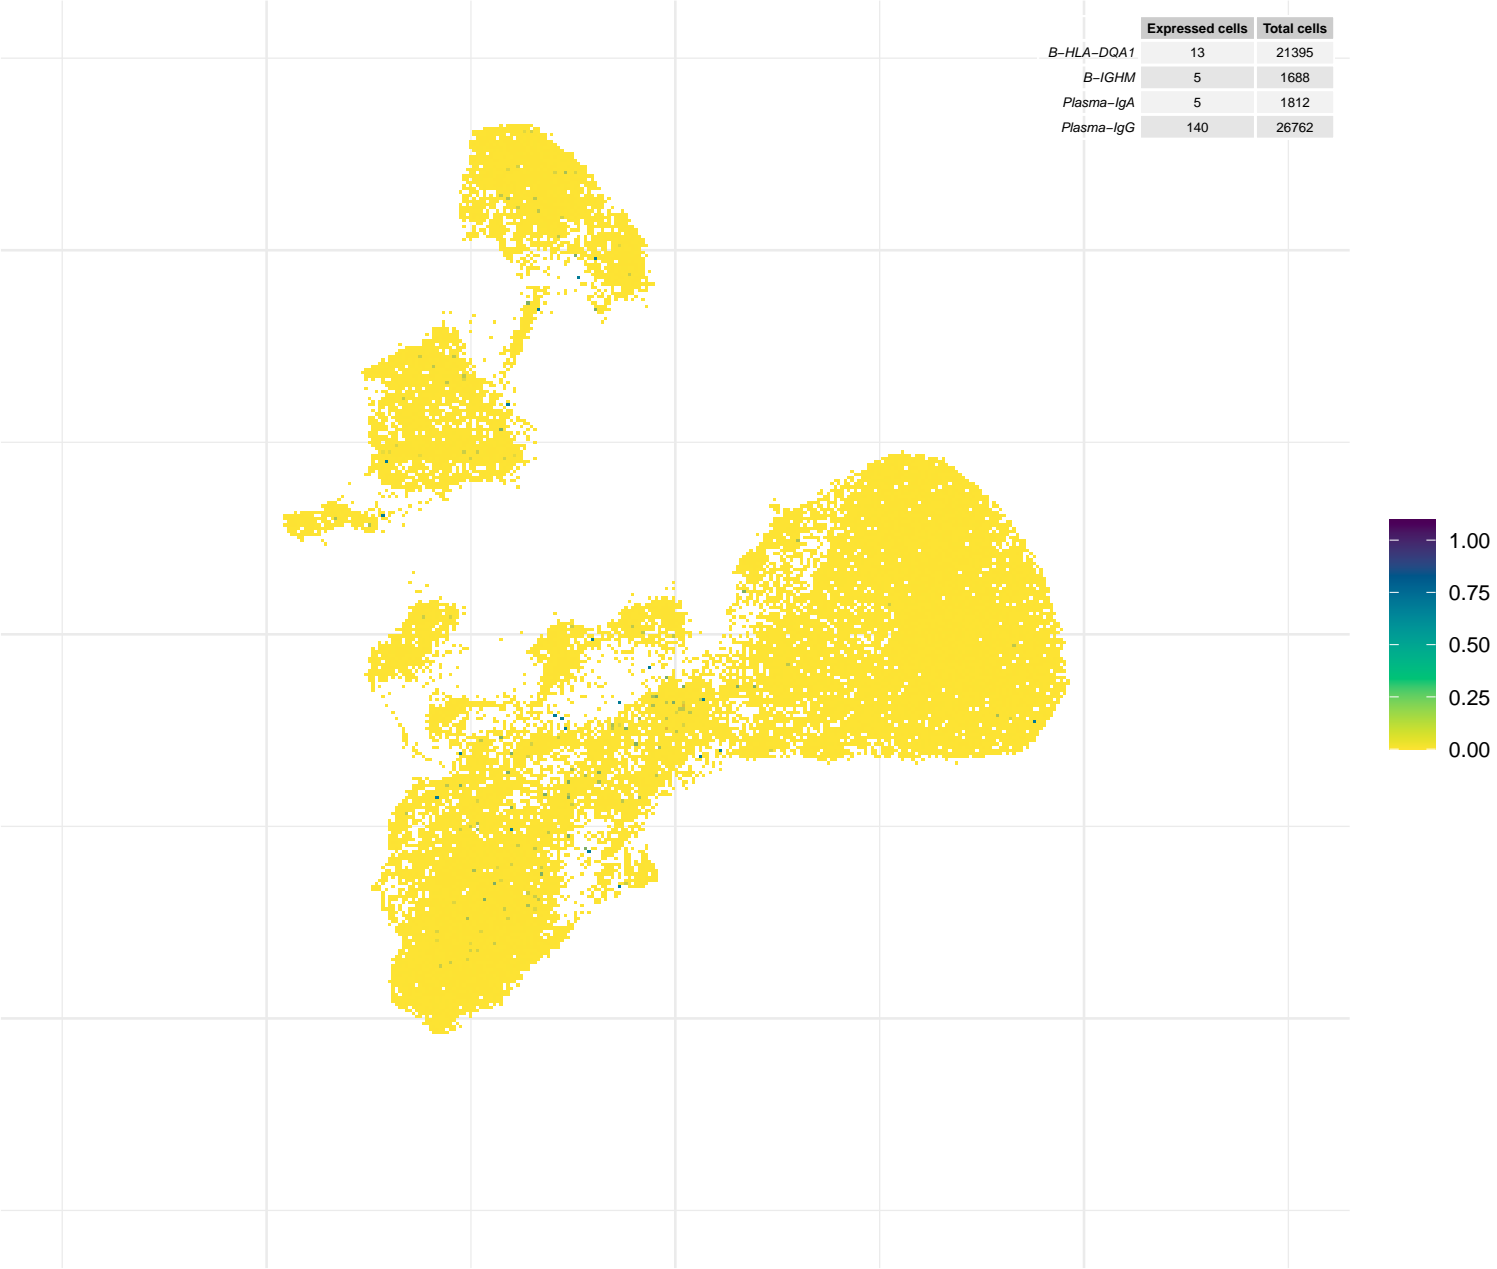 Expressed cells Total cells
B−HLA−DQA1 13 21395
B−IGHM 5 1688
Plasma−IgA 5 1812
Plasma−IgG 140 26762
1.00
0.75
0.50
0.25
0.00